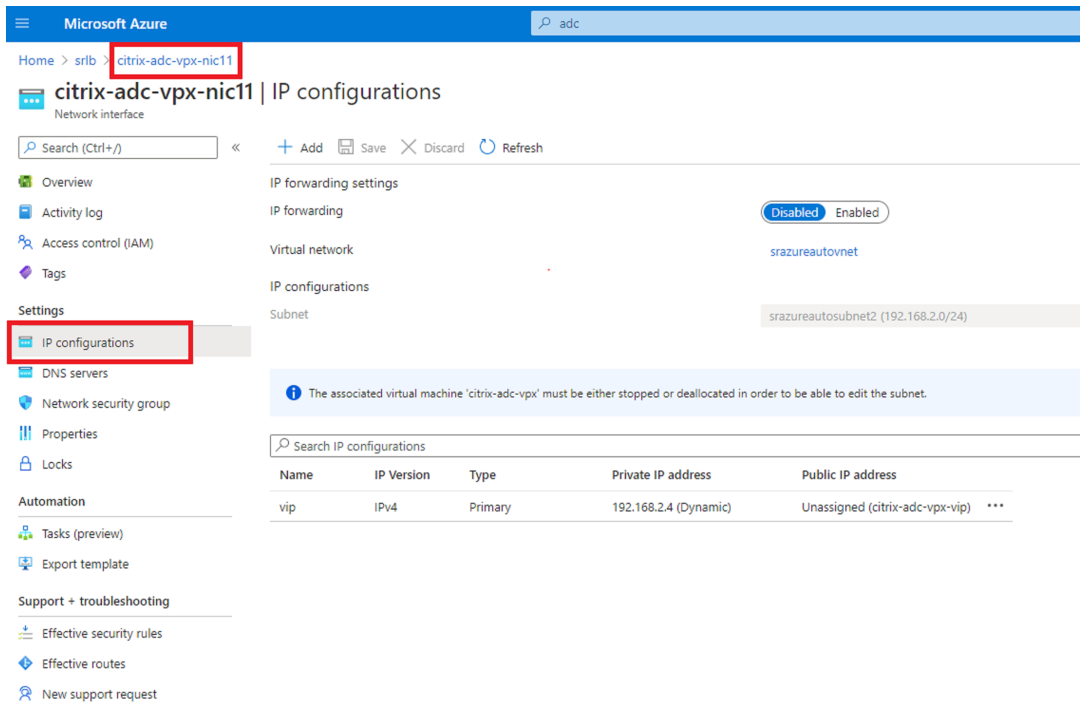 Microsoft Azure
adc
Home > srlb > citrix-adc-vpx-nic11
citrix-adc-vpx-nic11 | IP configurations
Network interface
Search (Ctrl+/)
«
Add Save Discard Refresh
Overview
Activity log
Access control (IAM)
Tags
Settings
IP configurations
DNS servers
Network security group
Properties
Locks
Automation
Tasks (preview)
Export template
Support + troubleshooting
Effective security rules
Effective routes
New support request
IP forwarding settings
IP forwarding Disabled Enabled
Virtual network srazureautovnet
IP configurations
Subnet srazureautosubnet2 (192.168.2.0/24)
The associated virtual machine 'citrix-adc-vpx' must be either stopped or deallocated in order to be able to edit the subnet.
Search IP configurations
Name IP Version Type Private IP address Public IP address
vip IPv4 Primary 192.168.2.4 (Dynamic) Unassigned (citrix-adc-vpx-vip) ...